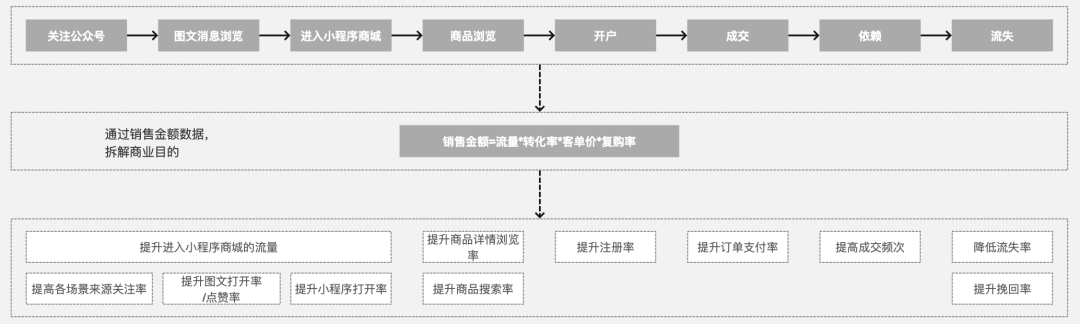 关注公众号
图文消息浏览
进入小程序商城
商品浏览
开户
成交
依赖
流失
通过销售金额数据，
拆解商业目的
销售金额=流量*转化率*客单价*复购率
提升进入小程序商城的流量
提升商品详情浏览
率
提升注册率
提升订单支付率
提高成交频次
降低流失率
提高各场景来源关注率
提升图文打开率
/点赞率
提升小程序打开率
提升商品搜索率
提升挽回率